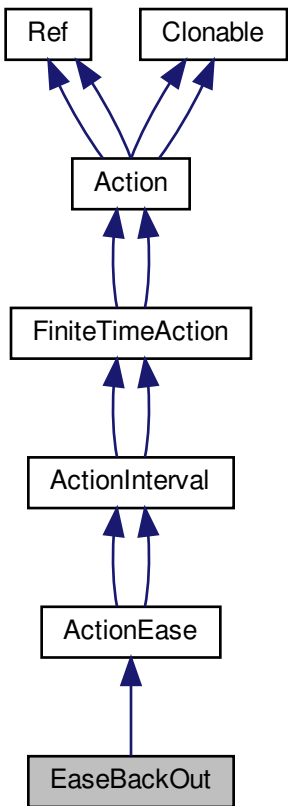 Ref
Clonable
Action
FiniteTimeAction
ActionInterval
ActionEase
EaseBackOut